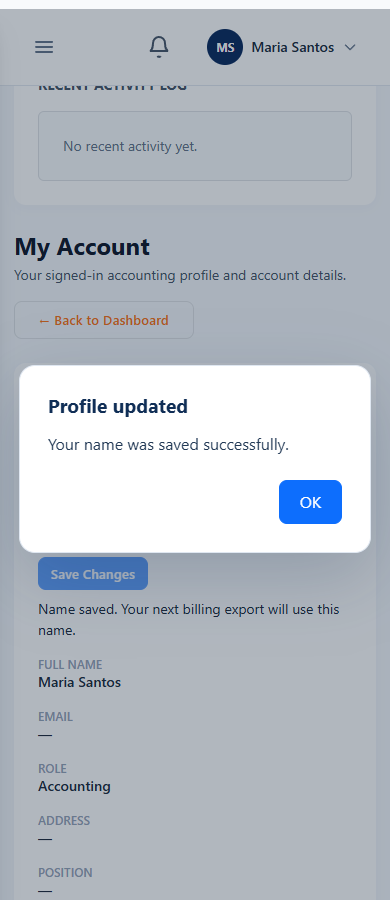 MS Maria Santos
RECENT ACTIVITY LOG
No recent activity yet.
My Account
Your signed-in accounting profile and account details.
← Back to Dashboard
Profile updated
Your name was saved successfully.
OK
Save Changes
Name saved. Your next billing export will use this
name.
FULL NAME
Maria Santos
EMAIL
—
ROLE
Accounting
ADDRESS
—
POSITION
—